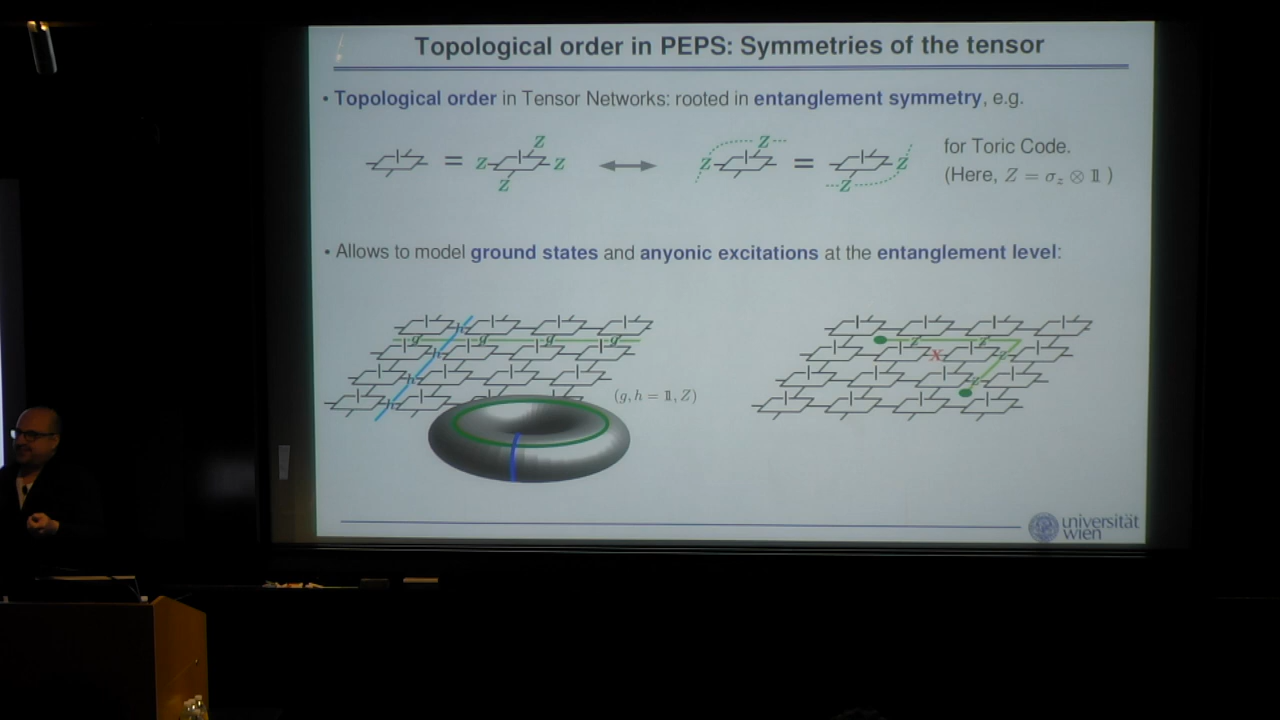 Topological order in PEPS: Symmetries of the tensor
• Topological order in Tensor Networks: rooted in entanglement symmetry, e.g.
= Z Z Z Z
Z Z = Z Z
for Toric Code.
(Here, Z = σz ⊗ 𝟙 )
• Allows to model ground states and anyonic excitations at the entanglement level:
h
g g g g
h
h
h
(g, h = 𝟙, Z)
Z Z
X Z
Z
universität
wien